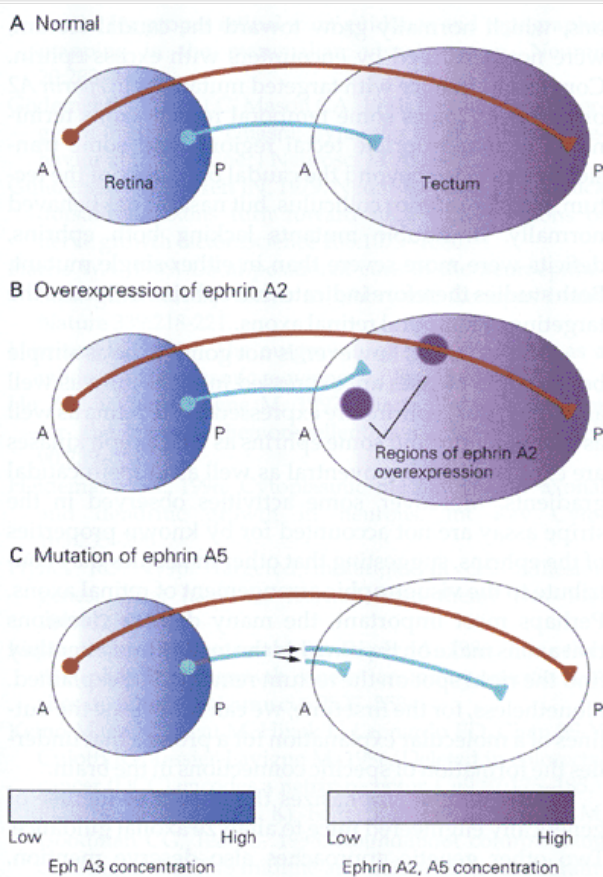 A Normal
A
Retina
P
A
Tectum
P
B Overexpression of ephrin A2
A
P
A
P
Regions of ephrin A2
overexpression
C Mutation of ephrin A5
A
P
A
P
Low
High
Low
High
Eph A3 concentration
Ephrin A2, A5 concentration